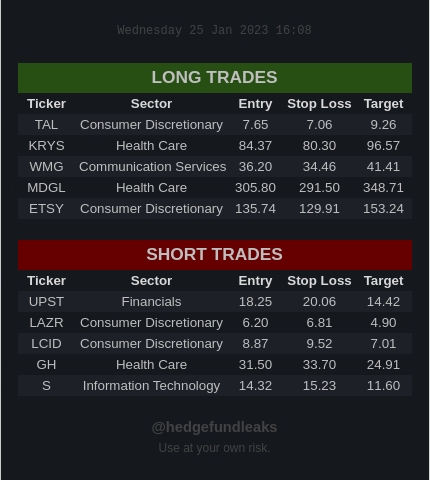 Wednesday 25 Jan 2023 16:08
LONG TRADES
Ticker Sector Entry Stop Loss Target
TAL Consumer Discretionary 7.65 7.06 9.26
KRYS Health Care 84.37 80.30 96.57
WMG Communication Services 36.20 34.46 41.41
MDGL Health Care 305.80 291.50 348.71
ETSY Consumer Discretionary 135.74 129.91 153.24
SHORT TRADES
Ticker Sector Entry Stop Loss Target
UPST Financials 18.25 20.06 14.42
LAZR Consumer Discretionary 6.20 6.81 4.90
LCID Consumer Discretionary 8.87 9.52 7.01
GH Health Care 31.50 33.70 24.91
S Information Technology 14.32 15.23 11.60
@hedgefundleaks
Use at your own risk.